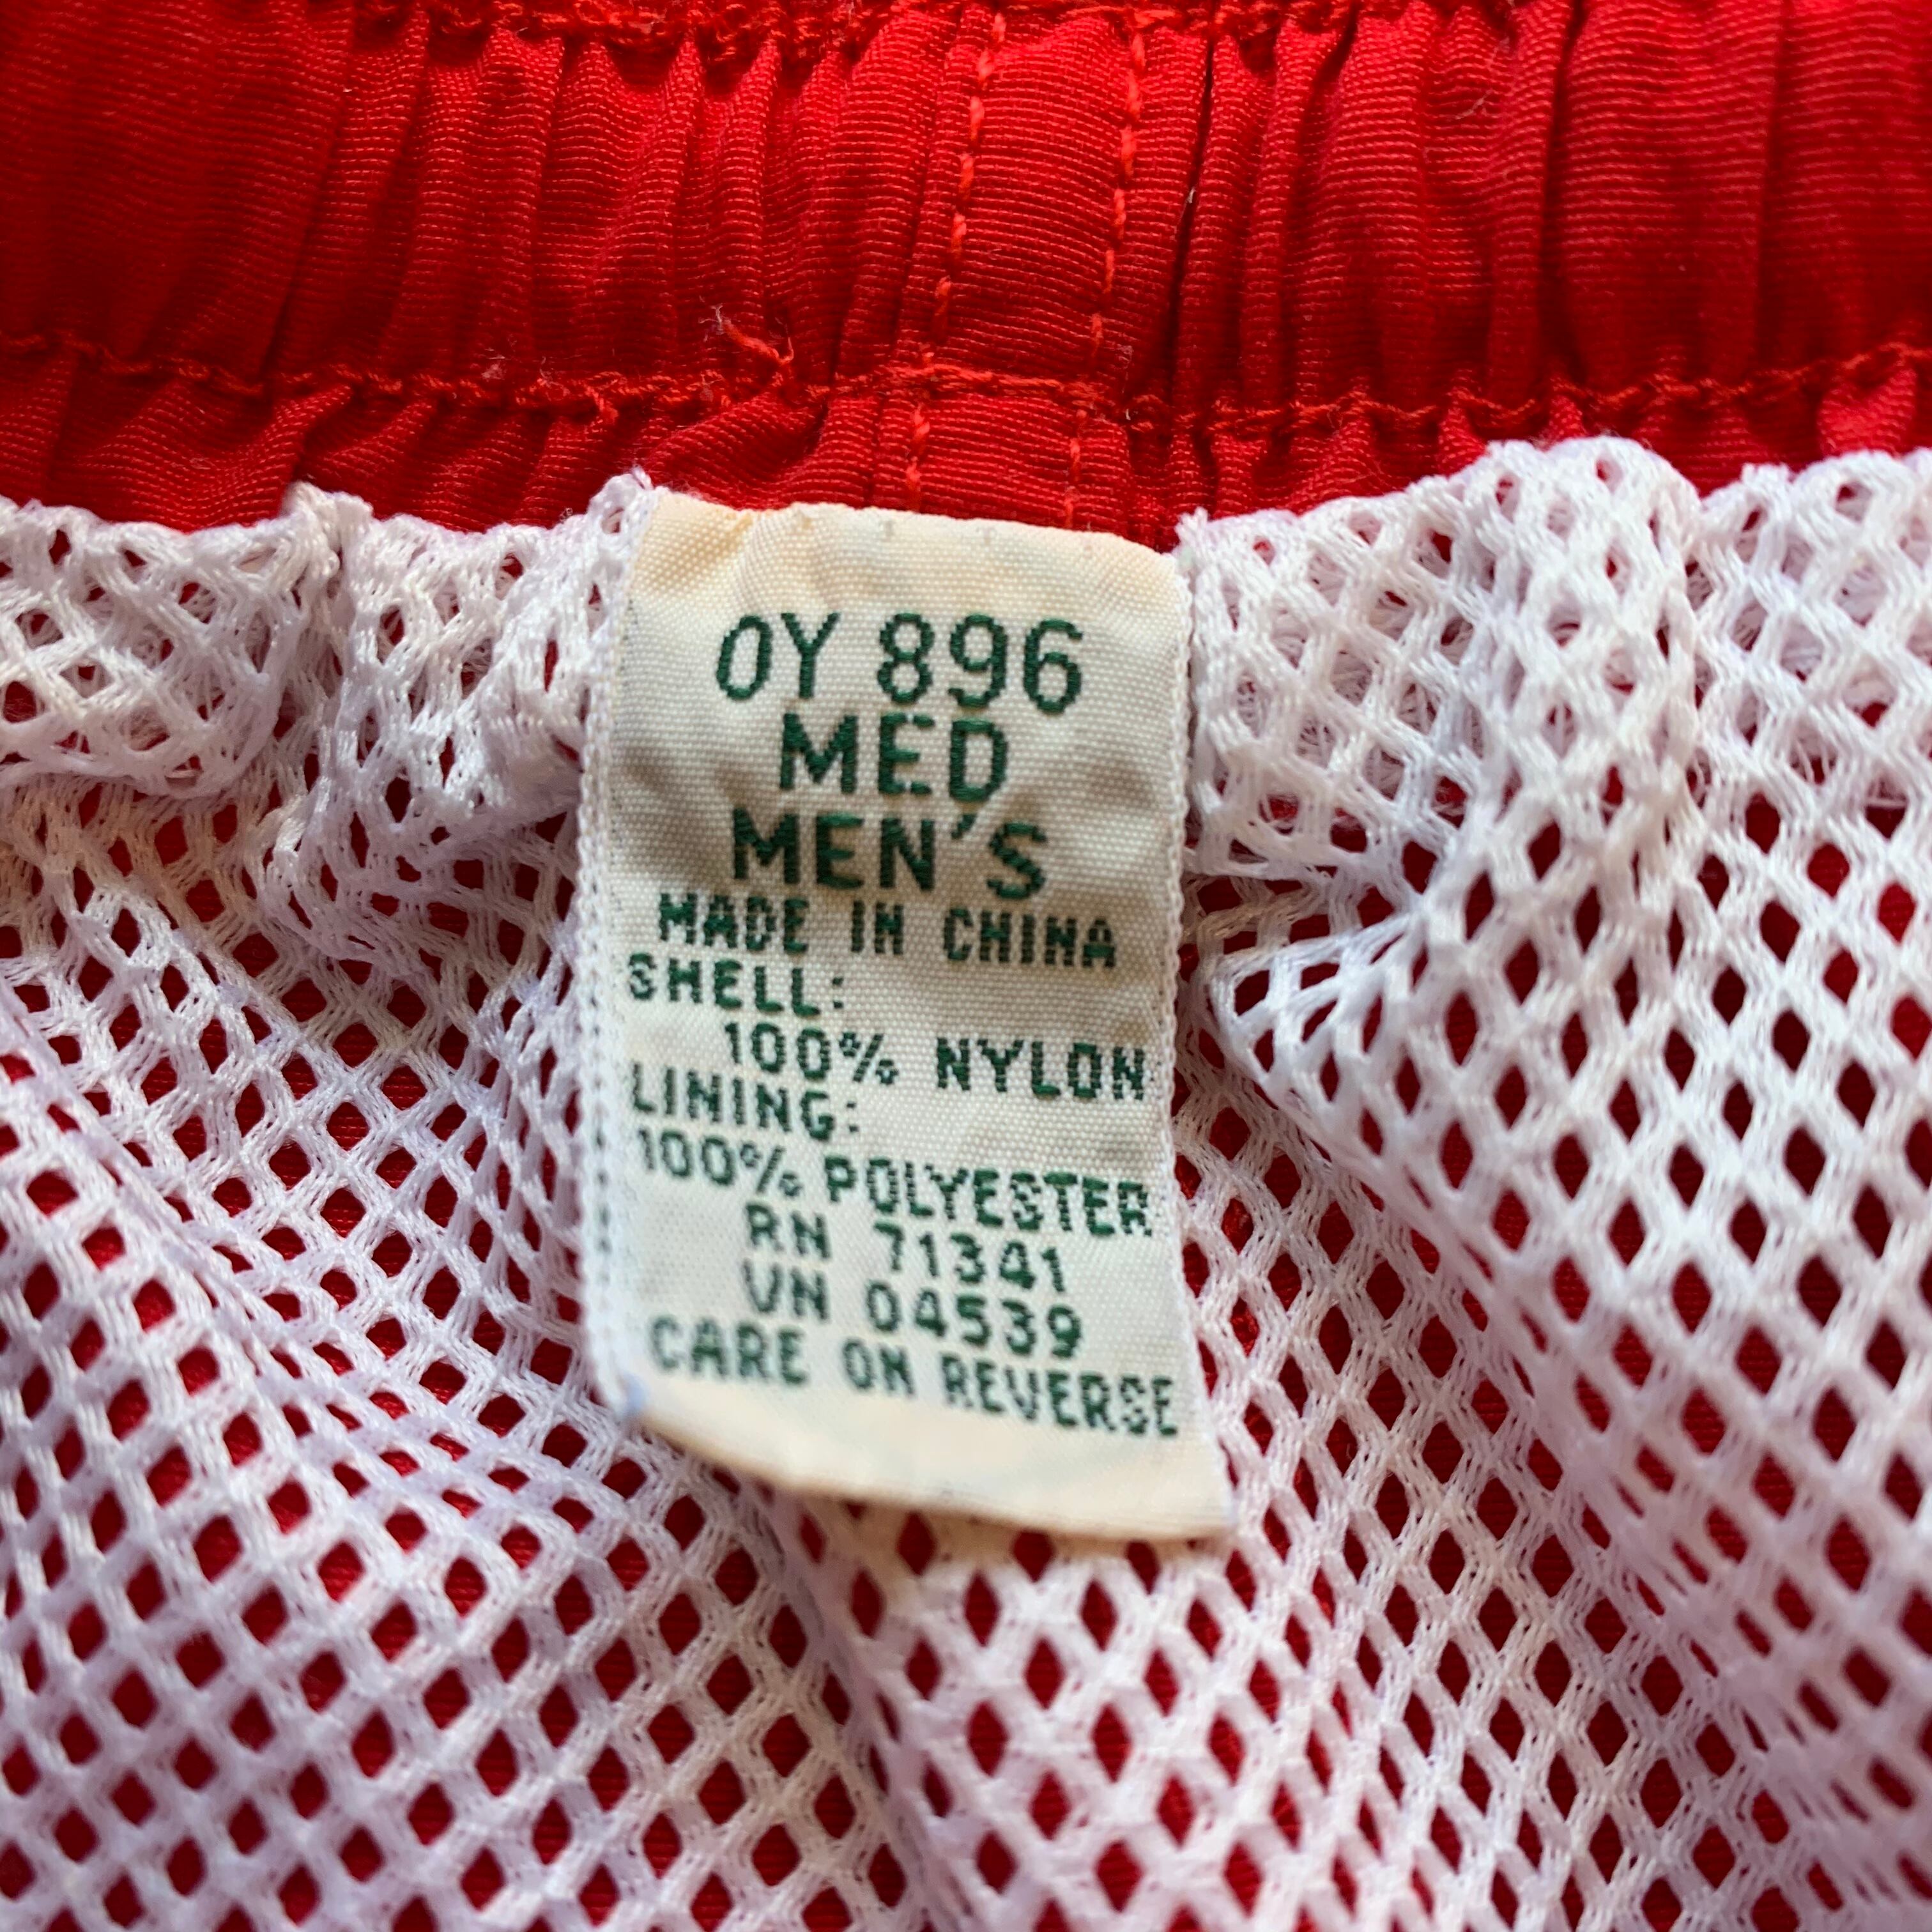 OY 896
MED
MEN'S
MADE IN CHINA
SHELL:
100% NYLON
LINING:
100% POLYESTER
RN 71341
VN 04539
CARE ON REVERSE